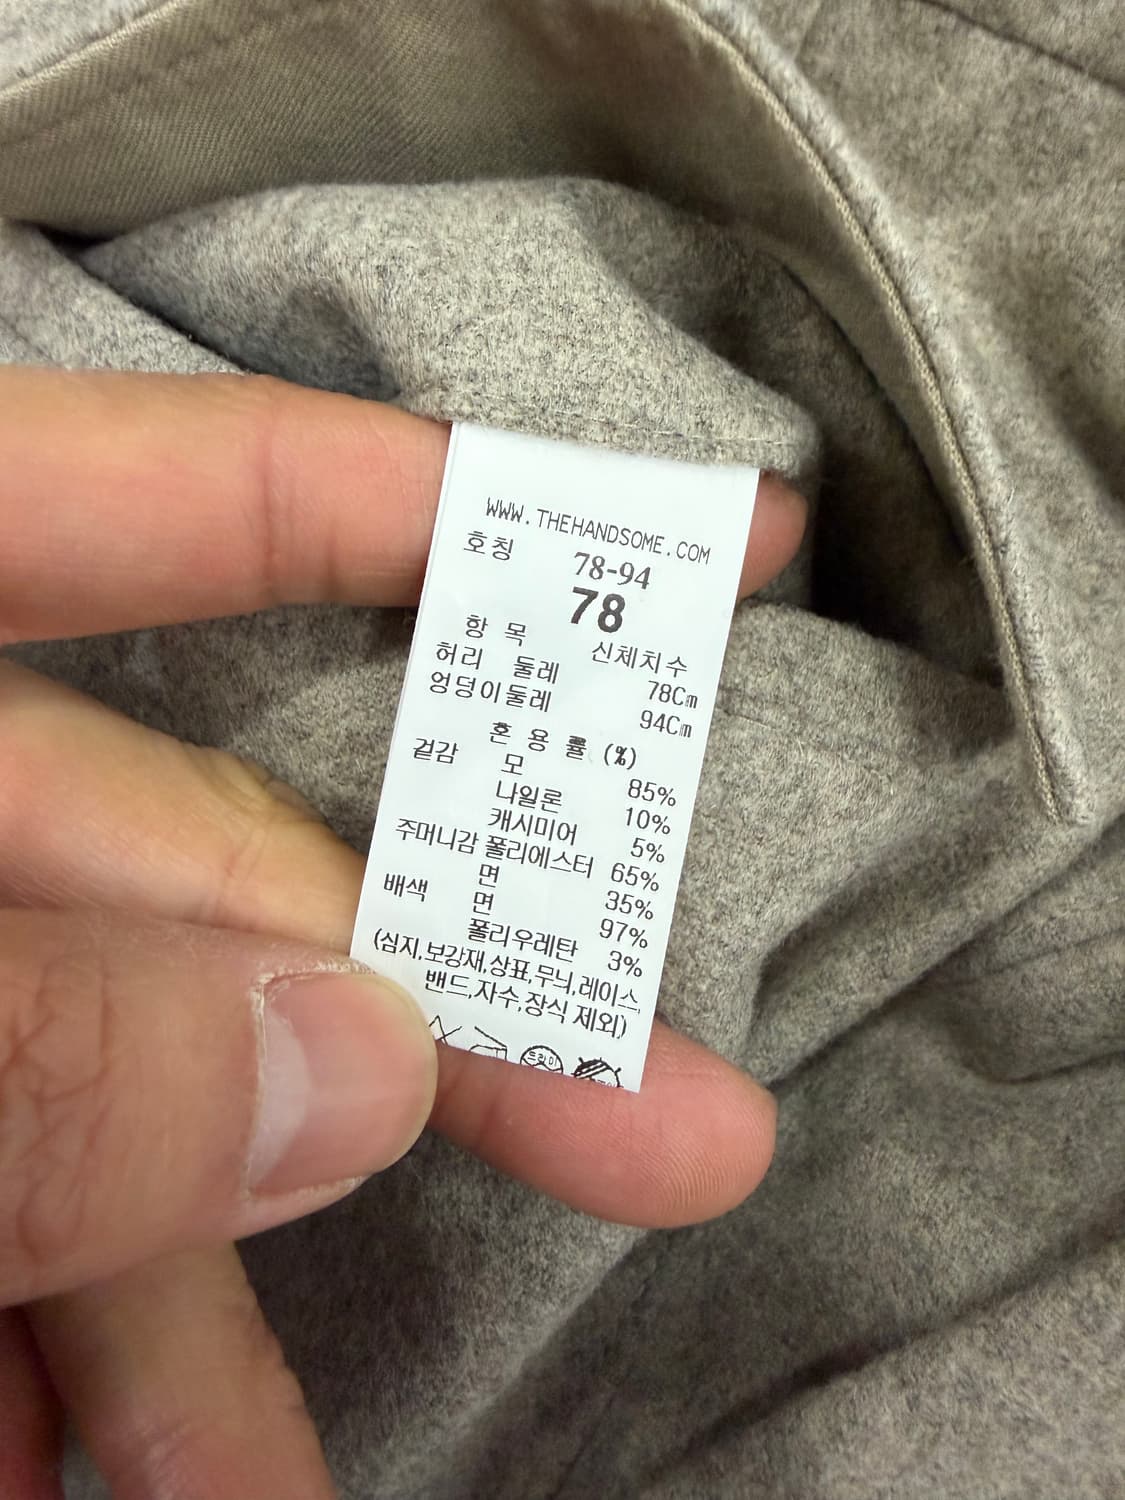 WWW.THEHANDSOME.COM
호칭 78-94
78
항 목 신체치수
허리 둘레 78Cm
엉덩이둘레 94Cm
혼 용 률 (%)
겉감 모 85%
나일론 10%
캐시미어 5%
주머니감 폴리에스터 65%
면 35%
배색 면 97%
폴리우레탄 3%
(심지,보강재,상표,무늬,레이스,
밴드,자수,장식 제외)
드라이